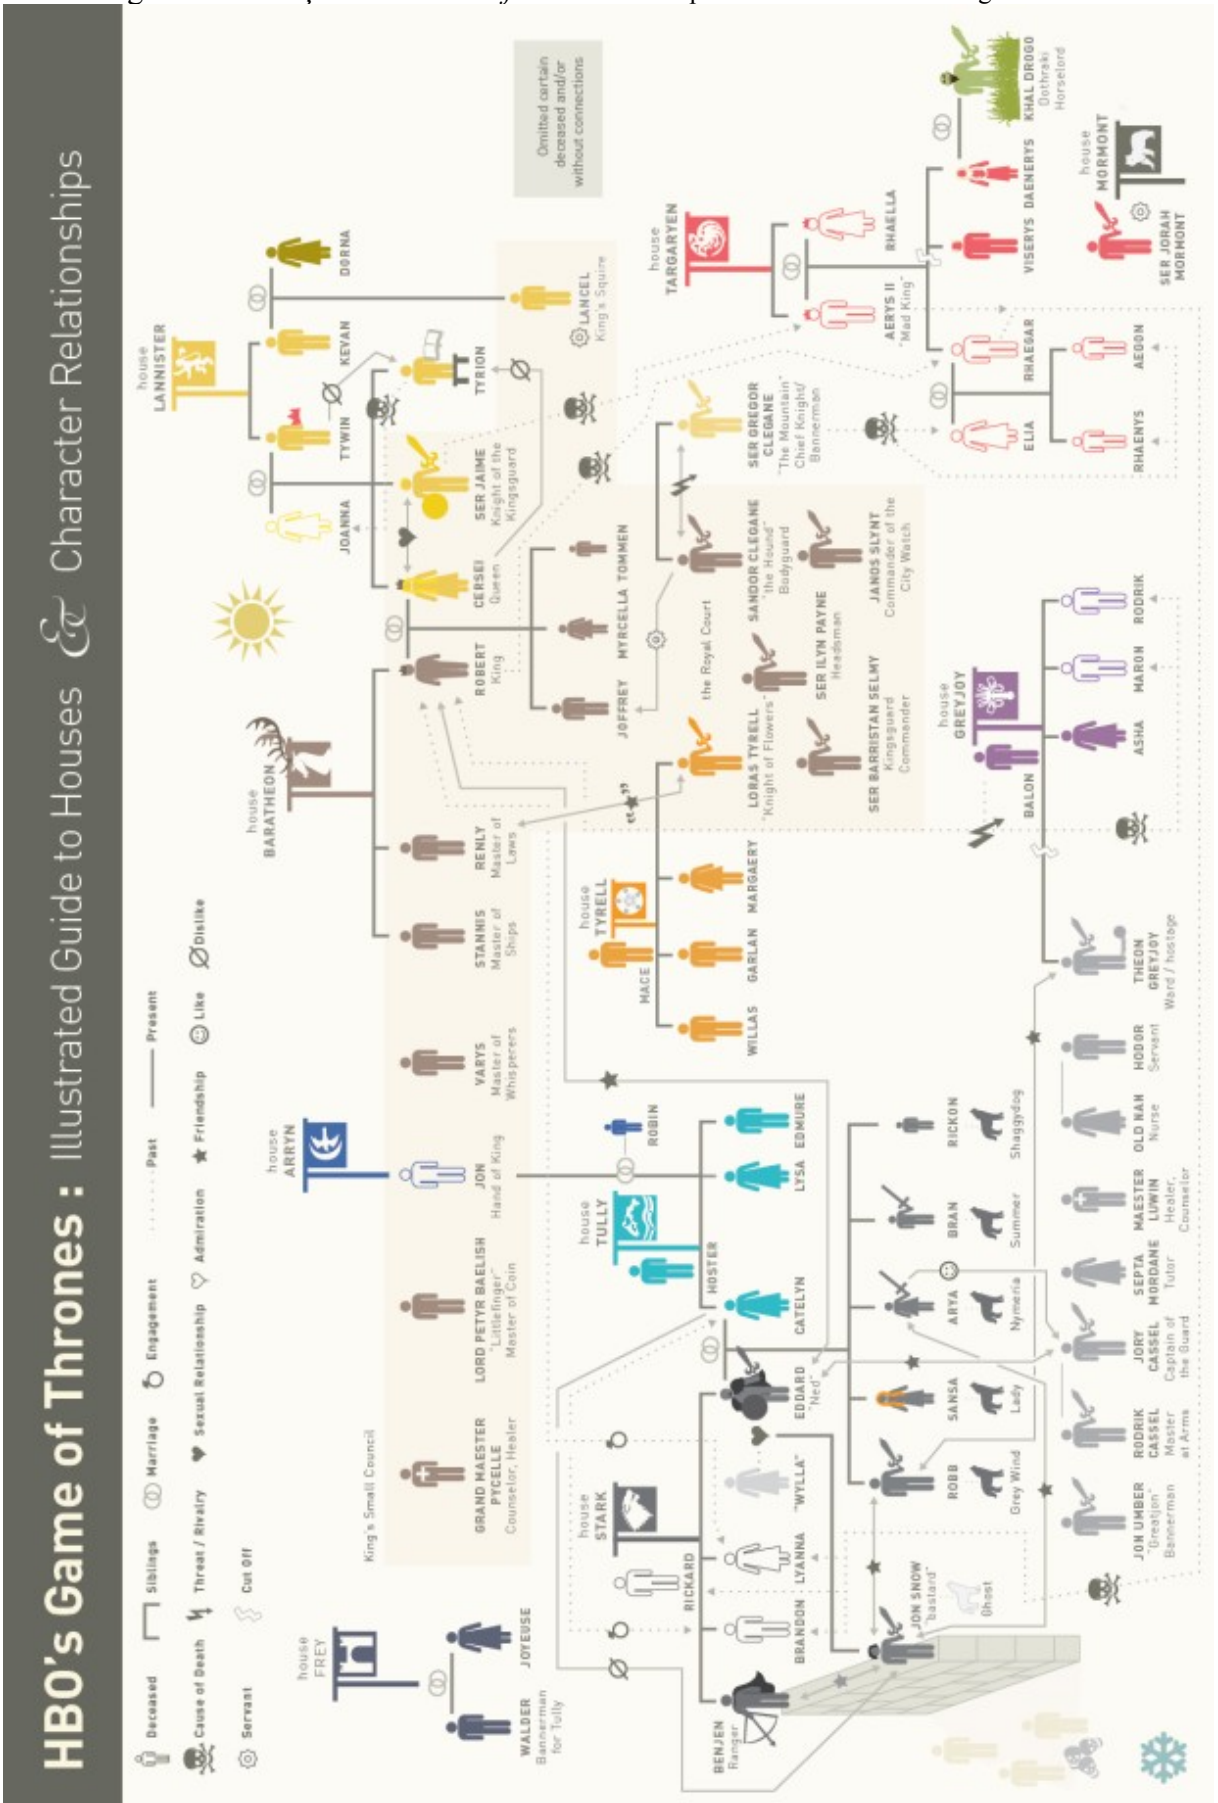 HBO's Game of Thrones : Illustrated Guide to Houses & Character Relationships
Deceased
Siblings
Marriage
Engagement
Past
Present
Cause of Death
Threat / Rivalry
Sexual Relationship
Admiration
Friendship
Like
Dislike
Servant
Cut Off
Omitted certain
deceased and/or
without connections
house
FREY
WALDER
Bannerman
for Tully
JOYEUSE
house
ARRYN
house
BARATHEON
house
LANNISTER
TYWIN
KEVAN
DORNA
JOANNA
King's Small Council
GRAND MAESTER
PYCELLE
Counselor, Healer
LORD PETYR BAELISH
"Littlefinger"
Master of Coin
JON
Hand of King
VARYS
Master of
Whisperers
STANNIS
Master of
Ships
RENLY
Master of
Laws
ROBERT
King
CERSEI
Queen
SER JAIME
Knight of the
Kingsguard
TYRION
LANCEL
King's Squire
JOFFREY
MYRCELLA
TOMMEN
the Royal Court
house
STARK
RICKARD
BENJEN
Ranger
BRANDON
LYANNA
"WYLLA"
EDDARD
"Ned"
house
TULLY
HOSTER
CATELYN
LYSA
EDMURE
ROBIN
house
TYRELL
MACE
WILLAS
GARLAN
MARGAERY
LORAS TYRELL
"Knight of Flowers"
SANDOR CLEGANE
"the Hound"
Bodyguard
SER GREGOR
CLEGANE
"The Mountain"
Chief Knight/
Bannerman
SER ILYN PAYNE
Headsman
SER BARRISTAN SELMY
Kingsguard
Commander
JANOS SLYNT
Commander of the
City Watch
house
TARGARYEN
AERYS II
"Mad King"
RHAELLA
ELIA
RHAEGAR
VISERYS
DAENERYS
KHAL DROGO
Dothraki
Horselord
RHAENYS
AEGON
house
MORMONT
SER JORAH
MORMONT
JON SNOW
"bastard"
Ghost
ROBB
Grey Wind
SANSA
Lady
ARYA
Nymeria
BRAN
Summer
RICKON
Shaggydog
house
GREYJOY
BALON
ASHA
MARON
RODRIK
JON UMBER
"Greatjon"
Bannerman
RODRIK
CASSEL
Master
at Arms
JORY
CASSEL
Captain of
the Guard
SEPTA
MORDANE
Tutor
MAESTER
LUWIN
Healer,
Counselor
OLD NAN
Nurse
HODOR
Servant
THEON
GREYJOY
Ward / hostage